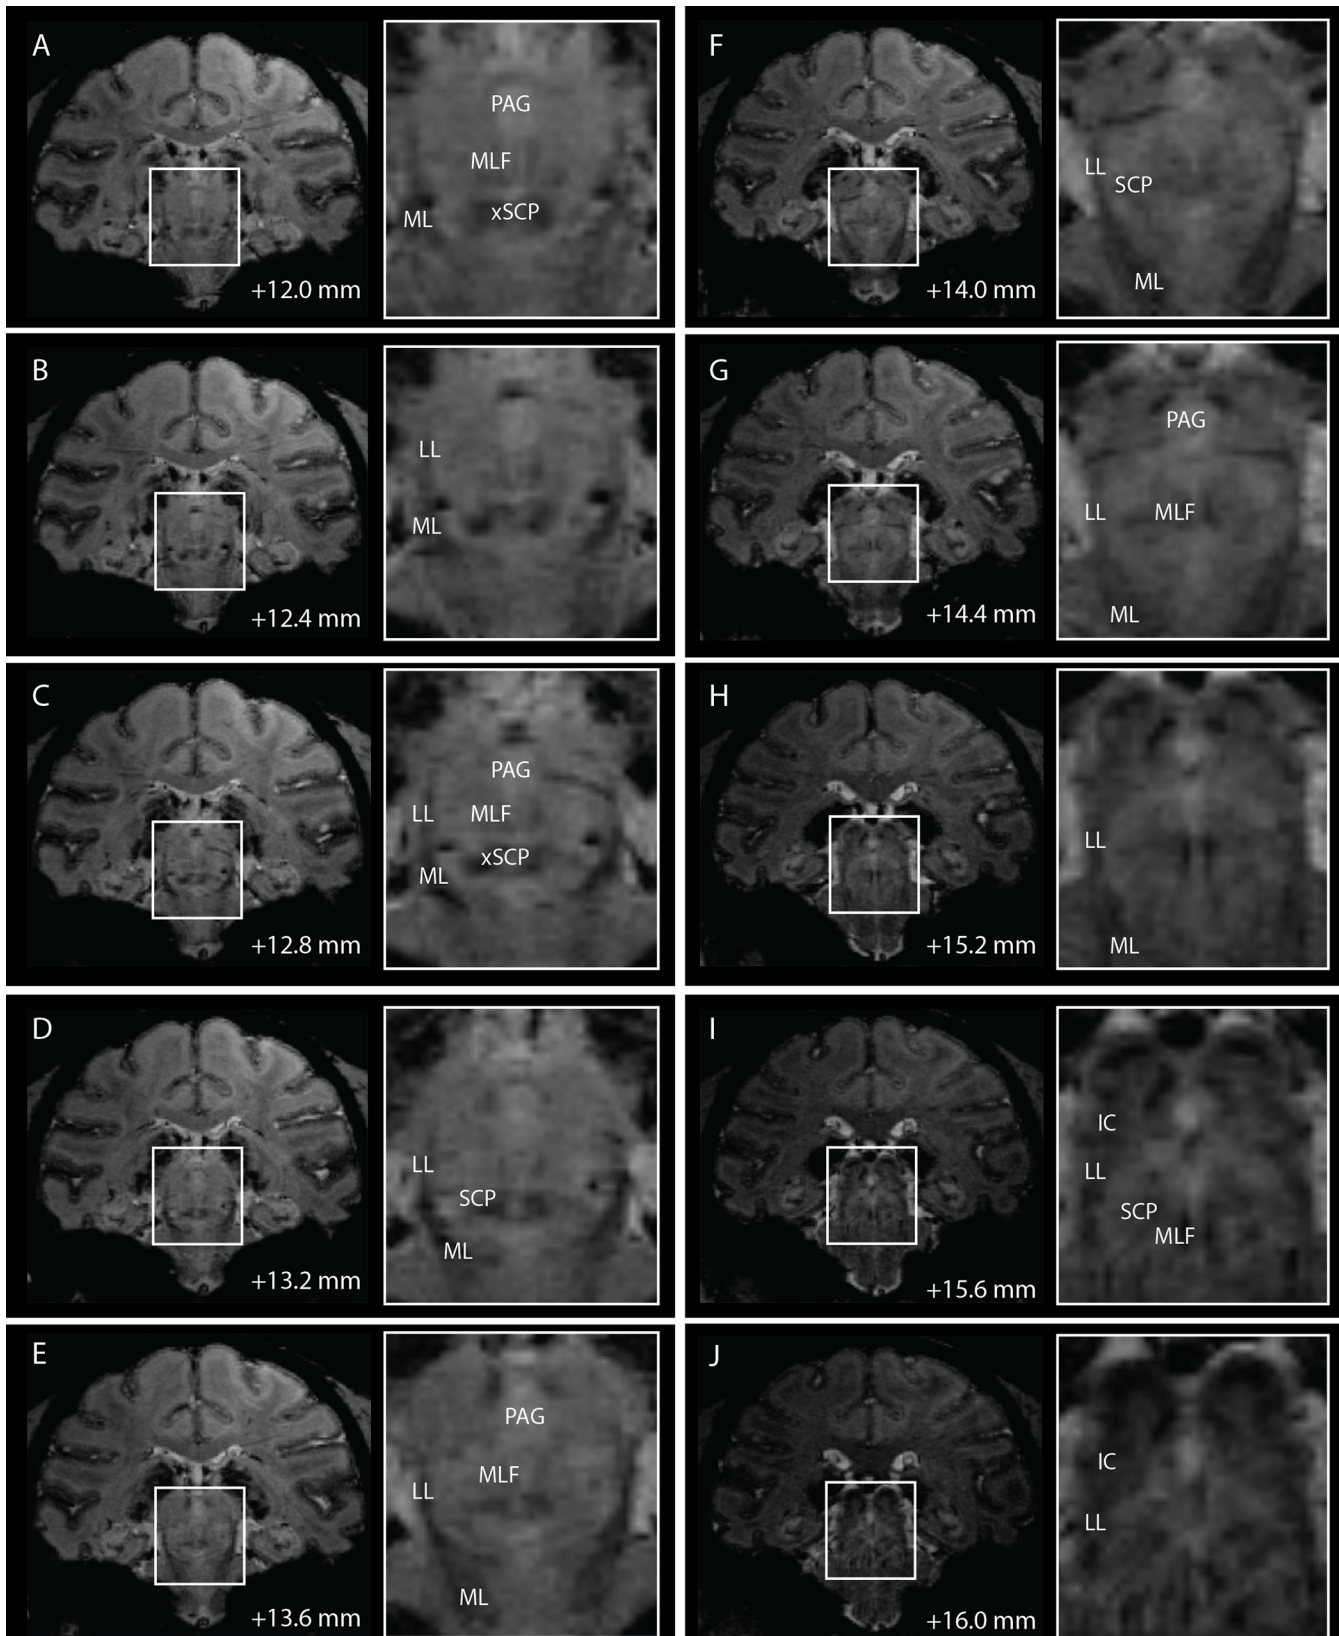 A
PAG
MLF
xSCP
ML
+12.0 mm
B
LL
ML
+12.4 mm
C
PAG
LL
MLF
xSCP
ML
+12.8 mm
D
LL
SCP
ML
+13.2 mm
E
PAG
MLF
LL
ML
+13.6 mm
F
LL
SCP
ML
+14.0 mm
G
PAG
LL
MLF
ML
+14.4 mm
H
LL
ML
+15.2 mm
I
IC
LL
SCP
MLF
+15.6 mm
J
IC
LL
+16.0 mm